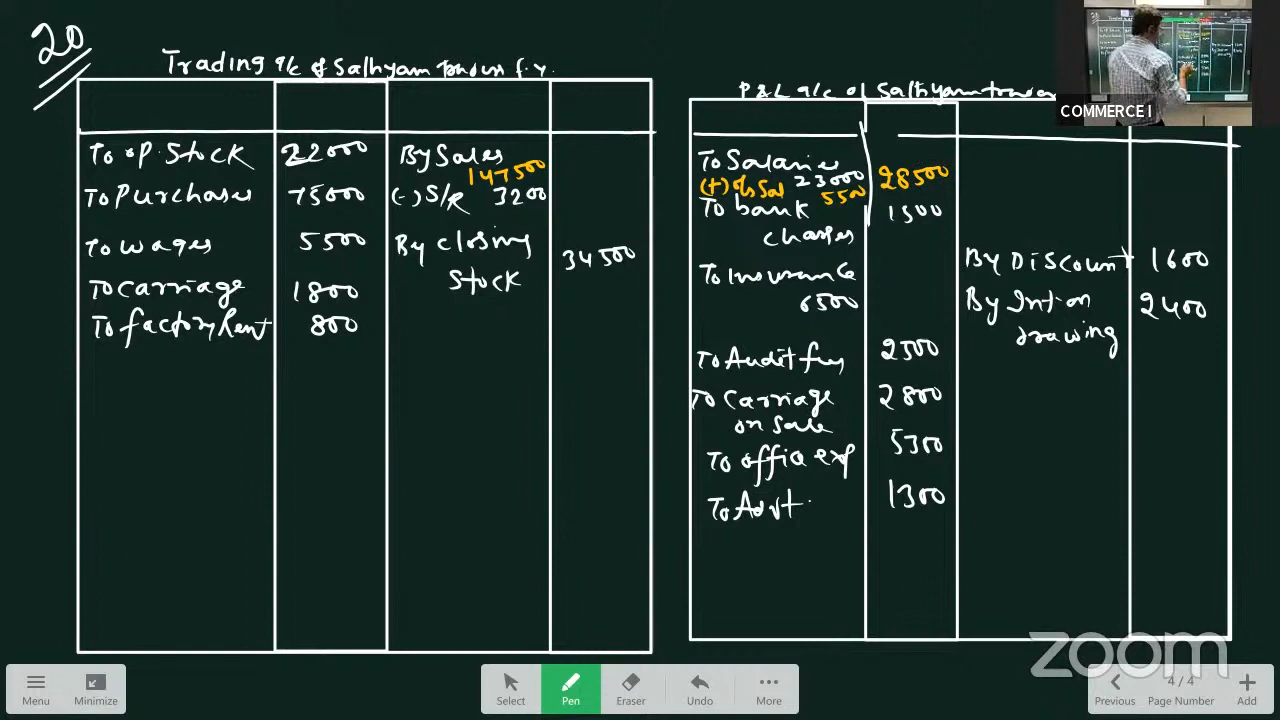 20
Trading a/c of Sathyam f.y.
P&L a/c of Sathyam
COMMERCE I
To op. Stock 22000 By Sales
147500
To Purchases 75000 (-) S/R 3200
To wages 5500 By closing
Stock 34500
To Carriage 1800
To factory Rent 800
To Salaries 23000 28500
(+) o/s Sal 5500
To bank 1500
charges
To Insurance
6500
To Audit fees 2500
To Carriage 2800
on Sale
To office exp 5300
To Advt. 1300
By Discount 1600
By Int on 2400
drawing
zoom
Menu
Minimize
Select
Pen
Eraser
Undo
More
Previous
4/4
Page Number
Add